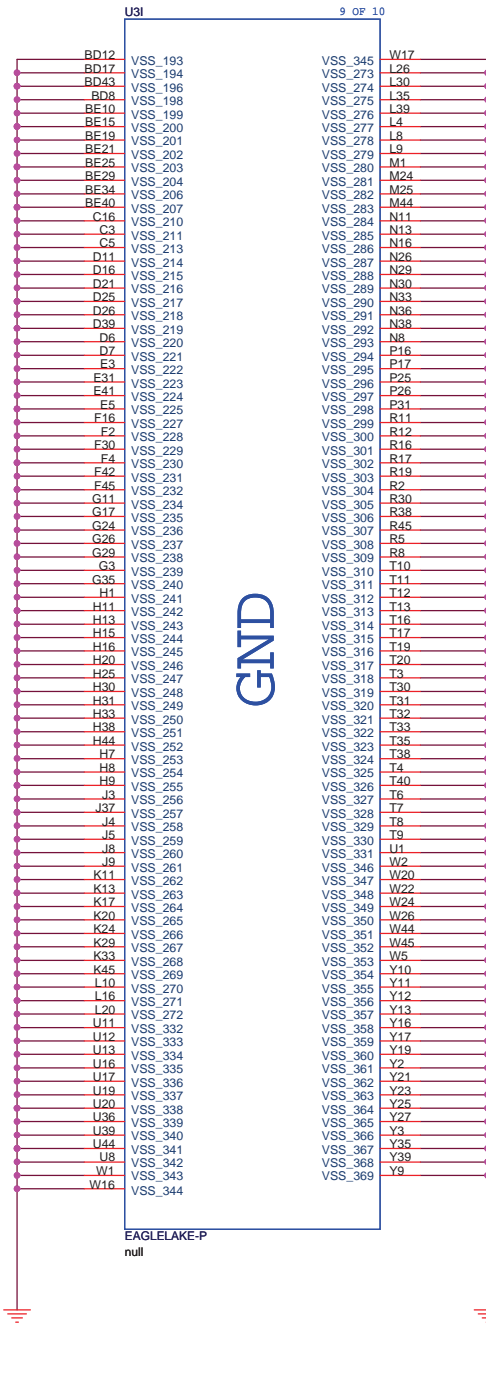 U3I 9 OF 10
BD12 VSS_193 VSS_345 W17
BD17 VSS_194 VSS_273 L26
BD43 VSS_196 VSS_274 L30
BD8 VSS_198 VSS_275 L35
BE10 VSS_199 VSS_276 L39
BE15 VSS_200 VSS_277 L4
BE19 VSS_201 VSS_278 L8
BE21 VSS_202 VSS_279 L9
BE25 VSS_203 VSS_280 M1
BE29 VSS_204 VSS_281 M24
BE34 VSS_206 VSS_282 M25
BE40 VSS_207 VSS_283 M44
C16 VSS_210 VSS_284 N11
C3 VSS_211 VSS_285 N13
C5 VSS_213 VSS_286 N16
D11 VSS_214 VSS_287 N26
D16 VSS_215 VSS_288 N29
D21 VSS_216 VSS_289 N30
D25 VSS_217 VSS_290 N33
D26 VSS_218 VSS_291 N36
D39 VSS_219 VSS_292 N38
D6 VSS_220 VSS_293 N8
D7 VSS_221 VSS_294 P16
E3 VSS_222 VSS_295 P17
E31 VSS_223 VSS_296 P25
E41 VSS_224 VSS_297 P26
E5 VSS_225 VSS_298 P31
F16 VSS_227 VSS_299 R11
F2 VSS_228 VSS_300 R12
F30 VSS_229 VSS_301 R16
F4 VSS_230 VSS_302 R17
F42 VSS_231 VSS_303 R19
F45 VSS_232 VSS_304 R2
G11 VSS_234 VSS_305 R30
G17 VSS_235 VSS_306 R38
G24 VSS_236 VSS_307 R45
G26 VSS_237 VSS_308 R5
G29 VSS_238 VSS_309 R8
G3 VSS_239 VSS_310 T10
G35 VSS_240 VSS_311 T11
H1 VSS_241 VSS_312 T12
H11 VSS_242 VSS_313 T13
H13 VSS_243 VSS_314 T16
H15 VSS_244 VSS_315 T17
H16 VSS_245 VSS_316 T19
H20 VSS_246 VSS_317 T20
H25 VSS_247 VSS_318 T3
H30 VSS_248 VSS_319 T30
H31 VSS_249 VSS_320 T31
H33 VSS_250 VSS_321 T32
H38 VSS_251 VSS_322 T33
H44 VSS_252 VSS_323 T35
H7 VSS_253 VSS_324 T38
H8 VSS_254 VSS_325 T4
H9 VSS_255 VSS_326 T40
J3 VSS_256 VSS_327 T6
J37 VSS_257 VSS_328 T7
J4 VSS_258 VSS_329 T8
J5 VSS_259 VSS_330 T9
J8 VSS_260 VSS_331 U1
J9 VSS_261 VSS_346 W2
K11 VSS_262 VSS_347 W20
K13 VSS_263 VSS_348 W22
K17 VSS_264 VSS_349 W24
K20 VSS_265 VSS_350 W26
K24 VSS_266 VSS_351 W44
K29 VSS_267 VSS_352 W45
K33 VSS_268 VSS_353 W5
K45 VSS_269 VSS_354 Y10
L10 VSS_270 VSS_355 Y11
L16 VSS_271 VSS_356 Y12
L20 VSS_272 VSS_357 Y13
U11 VSS_332 VSS_358 Y16
U12 VSS_333 VSS_359 Y17
U13 VSS_334 VSS_360 Y19
U16 VSS_335 VSS_361 Y2
U17 VSS_336 VSS_362 Y21
U19 VSS_337 VSS_363 Y23
U20 VSS_338 VSS_364 Y25
U36 VSS_339 VSS_365 Y27
U39 VSS_340 VSS_366 Y3
U44 VSS_341 VSS_367 Y35
U8 VSS_342 VSS_368 Y39
W1 VSS_343 VSS_369 Y9
W16 VSS_344
GND
EAGLELAKE-P
null